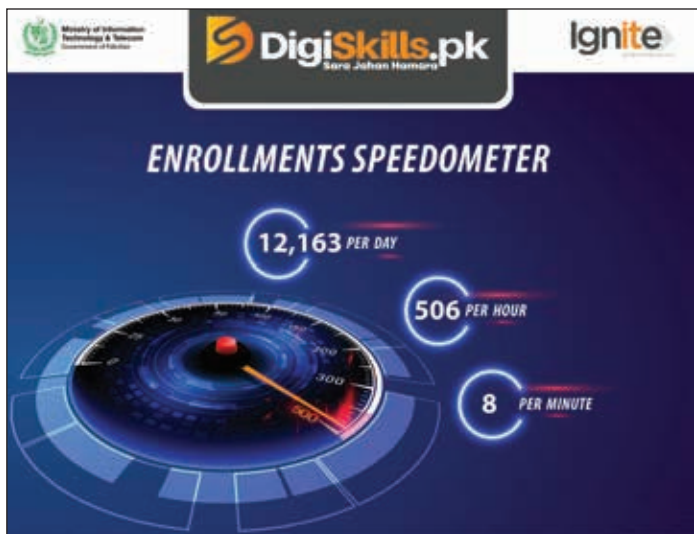 Ministry of Information
Technology & Telecom
Government of Pakistan
DigiSkills.pk
Sara Jahan Hamara
Ignite
ENROLLMENTS SPEEDOMETER
12,163 PER DAY
506 PER HOUR
8 PER MINUTE
0
200
300
500